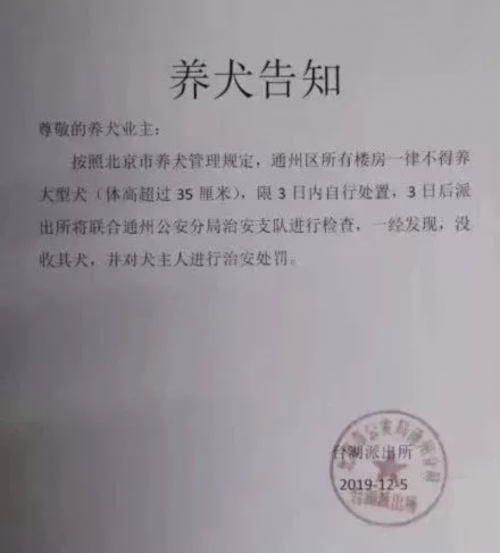 养犬告知
尊敬的养犬业主：
按照北京市养犬管理规定，通州区所有楼房一律不得养
大型犬（体高超过 35 厘米），限 3 日内自行处置，3 日后派
出所将联合通州公安分局治安支队进行检查，一经发现，没
收其犬，并对犬主人进行治安处罚。
台湖派出所
2019-12-5
公安局通州分局
台湖派出所